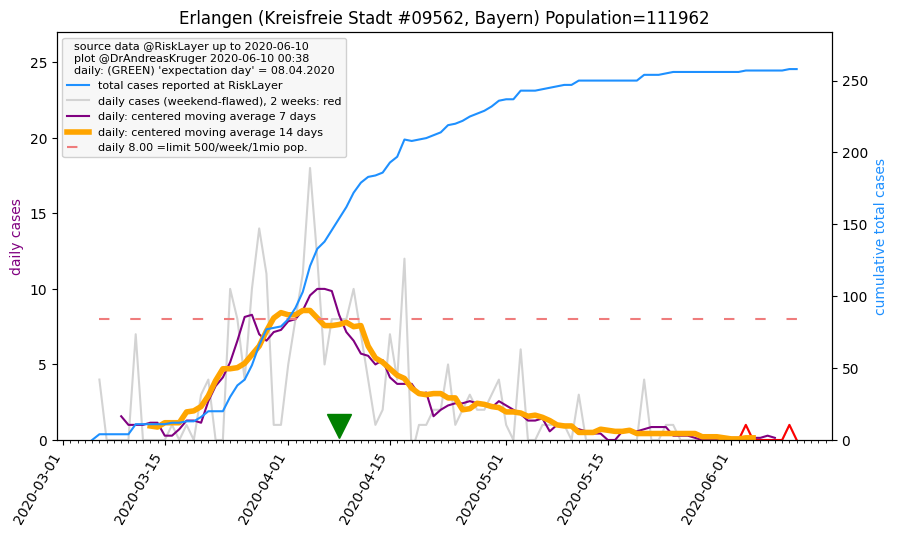 Erlangen (Kreisfreie Stadt #09562, Bayern) Population=111962
source data @RiskLayer up to 2020-06-10
plot @DrAndreasKruger 2020-06-10 00:38
daily: (GREEN) 'expectation day' = 08.04.2020
total cases reported at RiskLayer
daily cases (weekend-flawed), 2 weeks: red
daily: centered moving average 7 days
daily: centered moving average 14 days
daily 8.00 =limit 500/week/1mio pop.
daily cases
25
20
15
10
5
0
cumulative total cases
250
200
150
100
50
0
2020-03-01
2020-03-15
2020-04-01
2020-04-15
2020-05-01
2020-05-15
2020-06-01